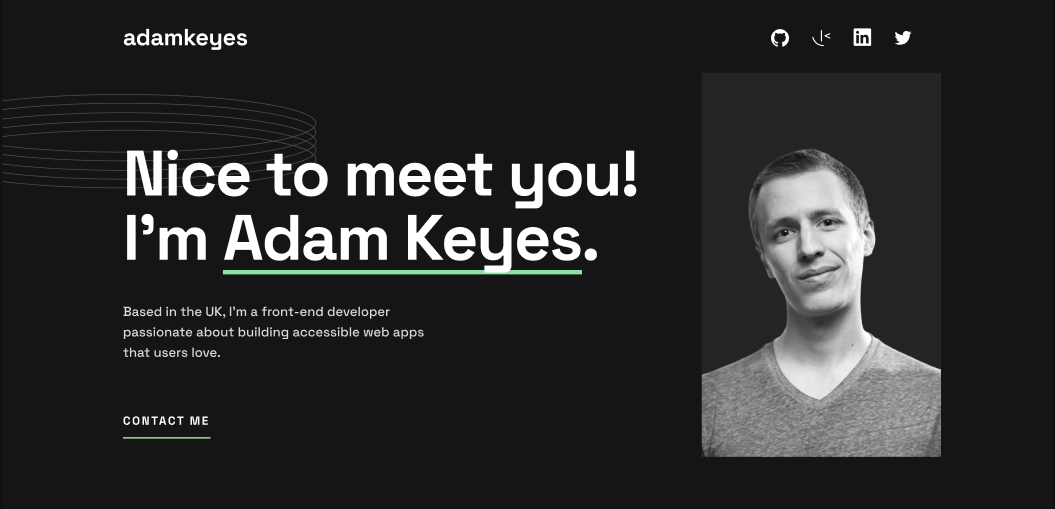 adamkeyes
Nice to meet you!
I’m Adam Keyes.
Based in the UK, I’m a front-end developer
passionate about building accessible web apps
that users love.
CONTACT ME